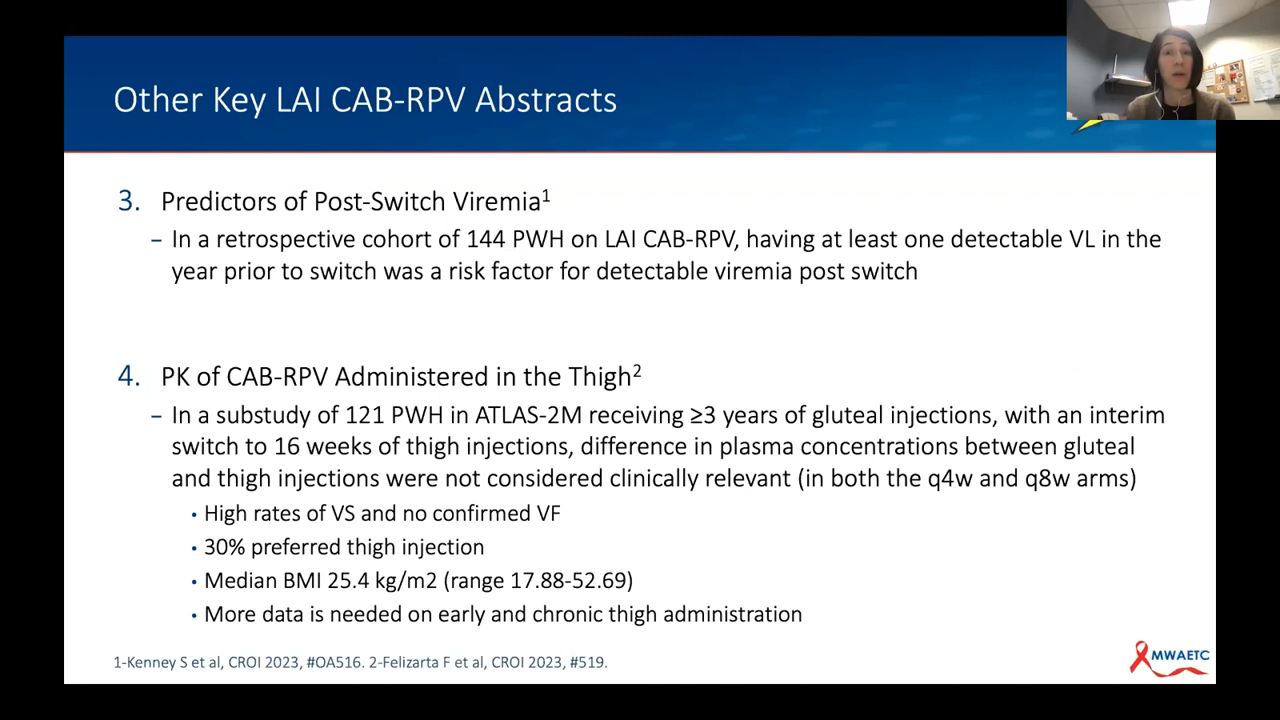 Other Key LAI CAB-RPV Abstracts
3. Predictors of Post-Switch Viremia1
– In a retrospective cohort of 144 PWH on LAI CAB-RPV, having at least one detectable VL in the
year prior to switch was a risk factor for detectable viremia post switch
4. PK of CAB-RPV Administered in the Thigh2
– In a substudy of 121 PWH in ATLAS-2M receiving ≥3 years of gluteal injections, with an interim
switch to 16 weeks of thigh injections, difference in plasma concentrations between gluteal
and thigh injections were not considered clinically relevant (in both the q4w and q8w arms)
• High rates of VS and no confirmed VF
• 30% preferred thigh injection
• Median BMI 25.4 kg/m2 (range 17.88-52.69)
• More data is needed on early and chronic thigh administration
1-Kenney S et al, CROI 2023, #OA516. 2-Felizarta F et al, CROI 2023, #519.
MWAETC